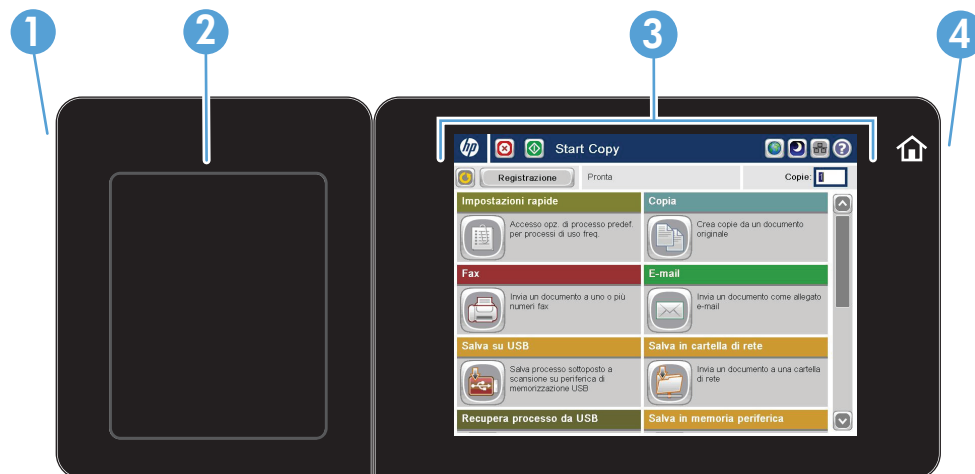 1
2
3
4
hp
Start Copy
Registrazione
Pronta
Copie: 1
Impostazioni rapide
Accesso opz. di processo predef.
per processi di uso freq.
Copia
Crea copie da un documento
originale
Fax
Invia un documento a uno o più
numeri fax
E-mail
Invia un documento come allegato
e-mail
Salva su USB
Salva processo sottoposto a
scansione su periferica di
memorizzazione USB
Salva in cartella di rete
Invia un documento a una cartella
di rete
Recupera processo da USB
Salva in memoria periferica